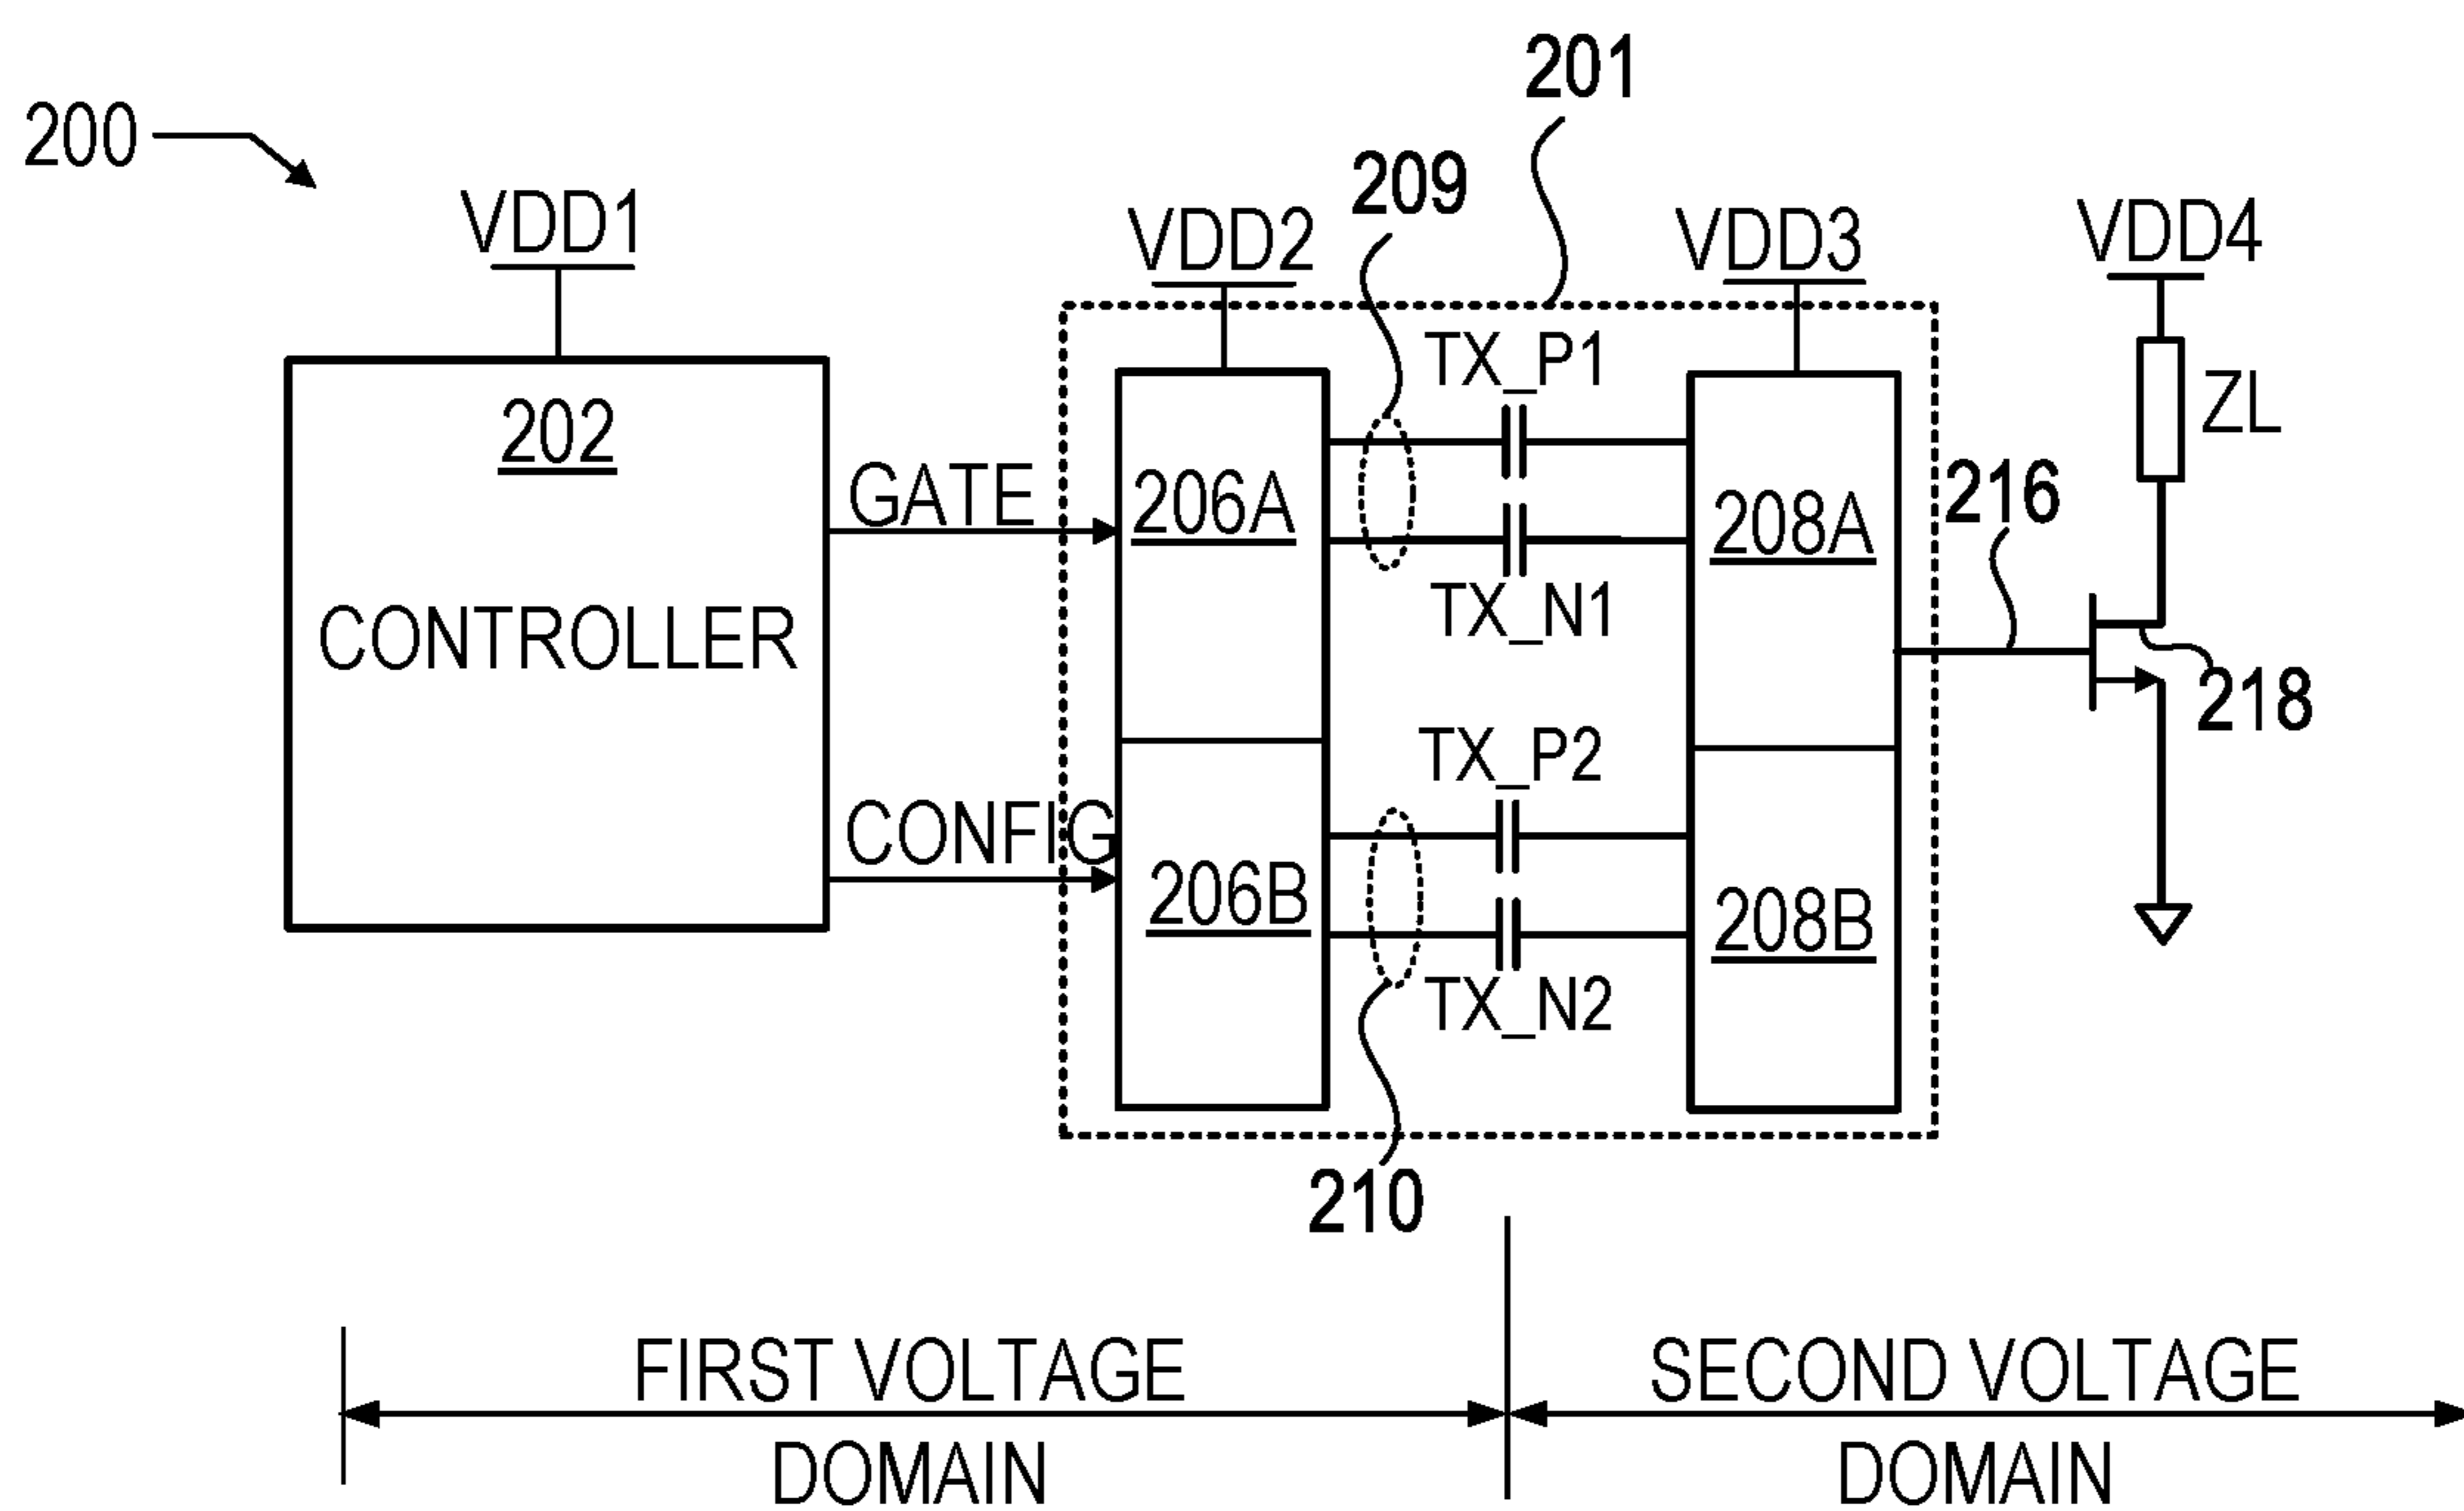 201
200
209
VDD1
VDD2
VDD3
VDD4
TX_P1
ZL
202
GATE
206A
208A
216
CONTROLLER
TX_N1
218
TX_P2
CONFIG
206B
208B
TX_N2
210
FIRST VOLTAGE
DOMAIN
SECOND VOLTAGE
DOMAIN